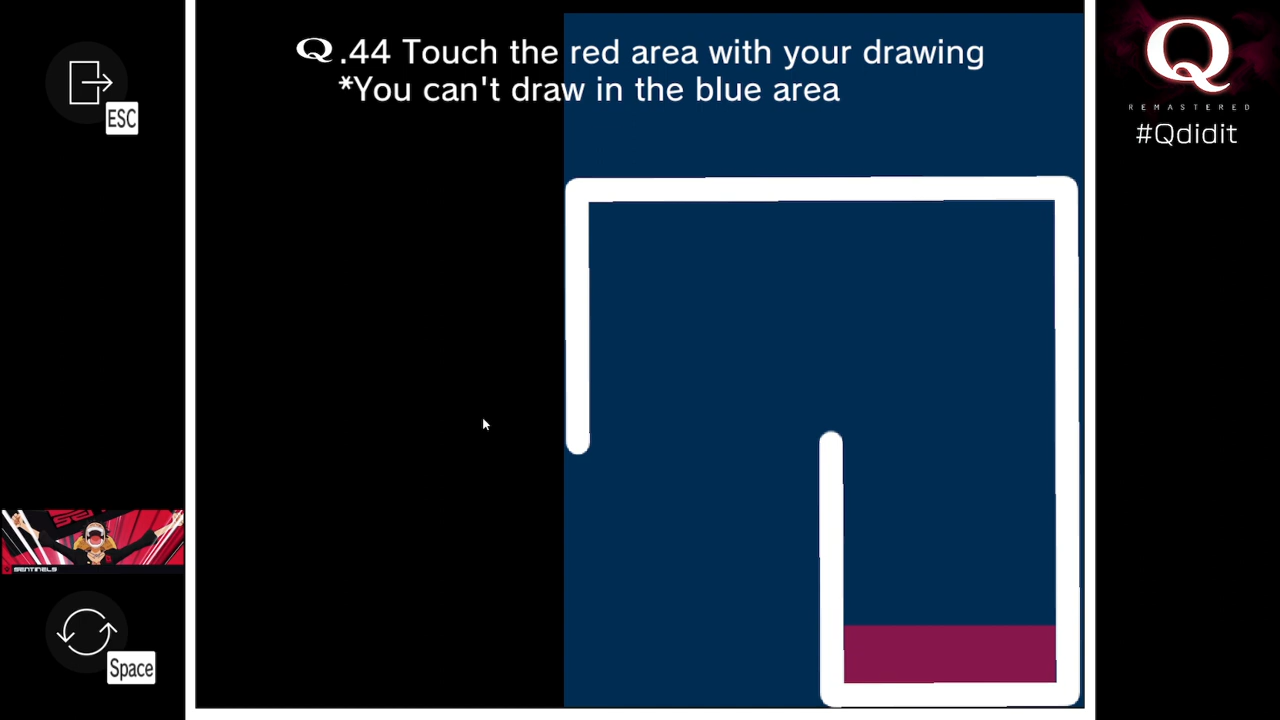 Q.44 Touch the red area with your drawing
*You can't draw in the blue area
ESC
Q
REMASTERED
#Qdidit
SENTINELS
Space